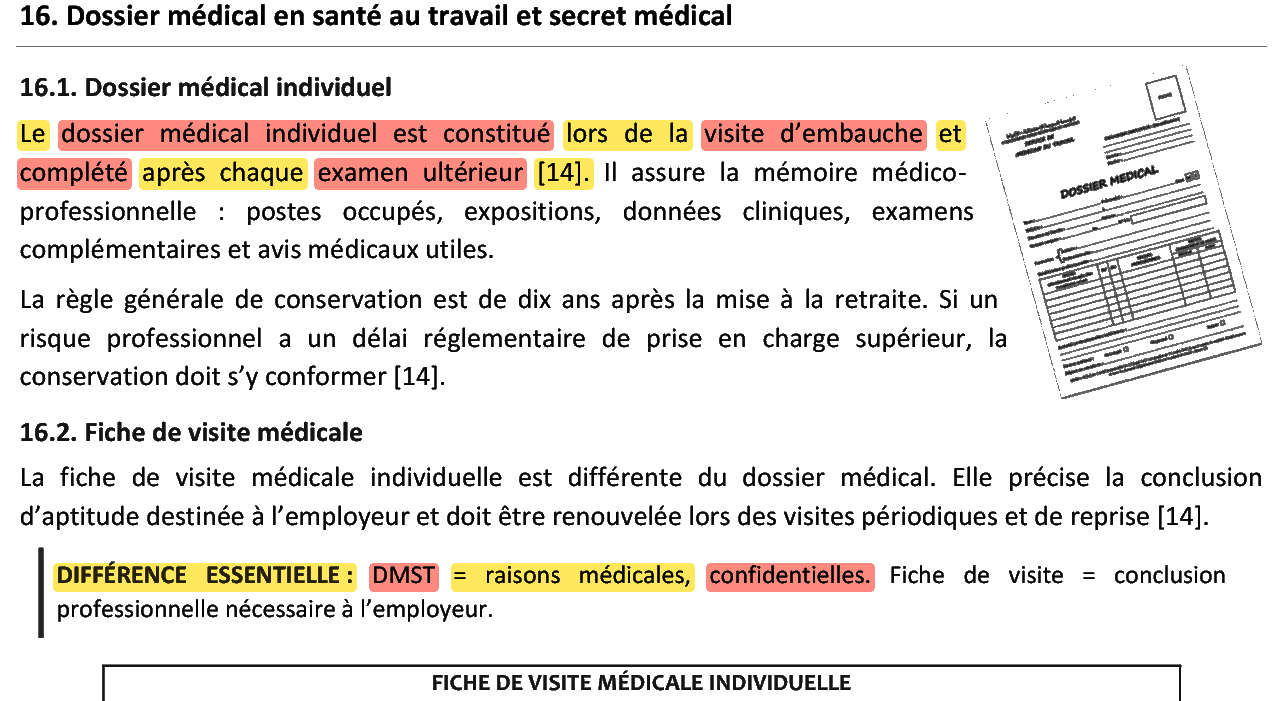 16. Dossier médical en santé au travail et secret médical
16.1. Dossier médical individuel
Le dossier médical individuel est constitué lors de la visite d’embauche et
complété après chaque examen ultérieur [14]. Il assure la mémoire médico-
professionnelle : postes occupés, expositions, données cliniques, examens
complémentaires et avis médicaux utiles.
La règle générale de conservation est de dix ans après la mise à la retraite. Si un
risque professionnel a un délai réglementaire de prise en charge supérieur, la
conservation doit s’y conformer [14].
DOSSIER MEDICAL
16.2. Fiche de visite médicale
La fiche de visite médicale individuelle est différente du dossier médical. Elle précise la conclusion
d’aptitude destinée à l’employeur et doit être renouvelée lors des visites périodiques et de reprise [14].
DIFFÉRENCE ESSENTIELLE : DMST = raisons médicales, confidentielles. Fiche de visite = conclusion
professionnelle nécessaire à l’employeur.
FICHE DE VISITE MÉDICALE INDIVIDUELLE